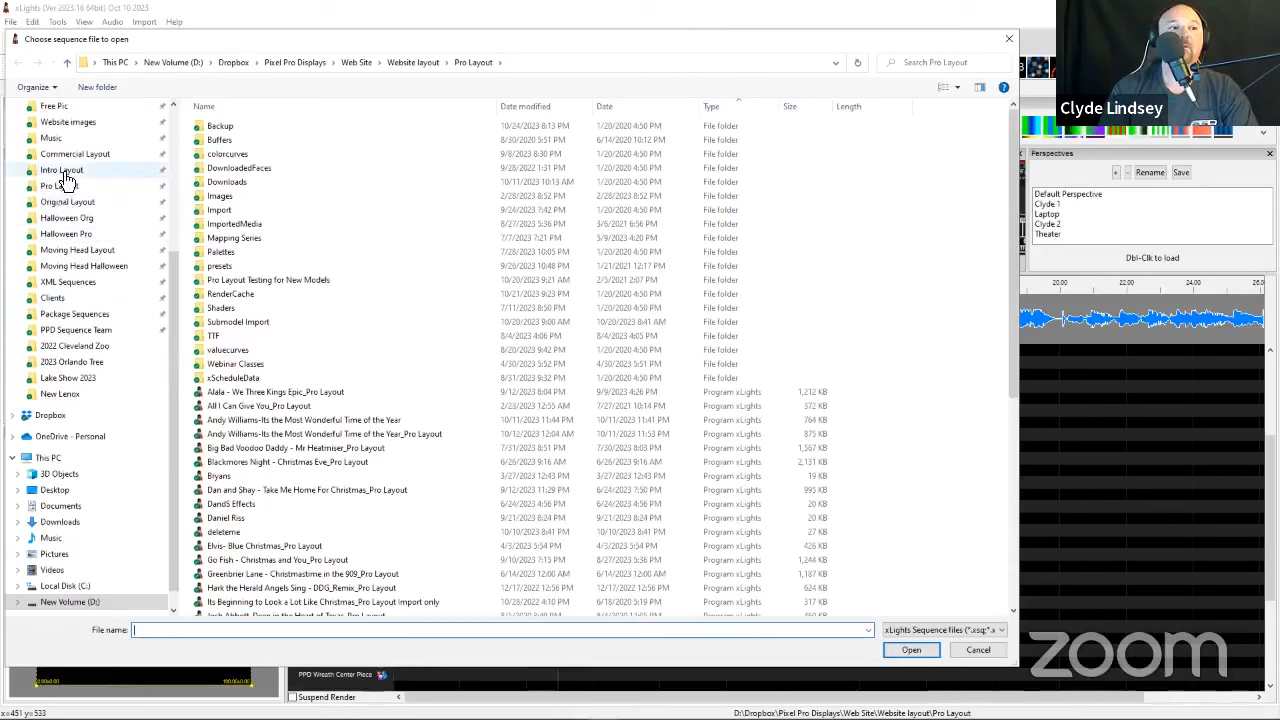 xLights (Ver 2023.16 64bit) Oct 10 2023
File Edit Tools View Audio Import Help
Choose sequence file to open
This PC > New Volume (D:) > Dropbox > Pixel Pro Displays > Web Site > Website layout > Pro Layout >
Search Pro Layout
Organize
New folder
Free Pic
Website images
Music
Commercial Layout
Intro Layout
Pro
Original Layout
Halloween Org
Halloween Pro
Moving Head Layout
Moving Head Halloween
XML Sequences
Clients
Package Sequences
PPD Sequence Team
2022 Cleveland Zoo
2023 Orlando Tree
Lake Show 2023
New Lenox
Dropbox
OneDrive - Personal
This PC
3D Objects
Desktop
Documents
Downloads
Music
Pictures
Videos
Local Disk (C:)
New Volume (D:)
Name Date modified Date Type Size Length
Backup 10/24/2023 8:13 PM 1/20/2020 4:50 PM File folder
Buffers 8/30/2020 5:51 PM 6/14/2020 10:12 PM File folder
colorcurves 9/8/2023 8:30 PM 1/20/2020 4:50 PM File folder
DownloadedFaces 9/28/2022 1:31 PM 1/20/2020 4:50 PM File folder
Downloads 10/11/2023 10:13 AM 1/20/2020 4:50 PM File folder
Images 2/28/2023 8:52 PM 1/20/2020 4:50 PM File folder
Import 9/24/2023 7:42 PM 1/20/2020 4:50 PM File folder
ImportedMedia 8/27/2023 5:36 PM 3/6/2021 6:56 PM File folder
Mapping Series 7/7/2023 7:21 PM 5/9/2023 4:20 PM File folder
Palettes 7/28/2023 10:05 PM 1/20/2020 4:50 PM File folder
presets 9/26/2023 10:48 PM 1/21/2021 12:17 PM File folder
Pro Layout Testing for New Models 10/20/2023 9:21 AM 2/5/2021 2:07 PM File folder
RenderCache 10/21/2023 9:23 PM 1/20/2020 4:50 PM File folder
Shaders 7/11/2023 8:50 PM 1/20/2020 4:50 PM File folder
Submodel Import 10/20/2023 9:00 AM 10/20/2023 8:41 AM File folder
TTF 8/4/2023 4:06 PM 8/4/2023 4:05 PM File folder
valuecurves 8/20/2023 9:42 PM 1/20/2020 4:50 PM File folder
Webinar Classes 4/30/2023 5:52 PM 4/30/2023 5:51 PM File folder
xScheduleData 8/31/2023 9:32 PM 1/20/2020 4:50 PM File folder
Alala - We Three Kings Epic_Pro Layout 9/12/2023 8:04 PM 9/9/2023 4:26 PM Program xLights 1,212 KB
All I Can Give You_Pro Layout 2/23/2023 12:55 AM 7/27/2021 10:14 PM Program xLights 372 KB
Andy Williams-Its the Most Wonderful Time of the Year 10/11/2023 11:44 PM 10/11/2023 11:41 PM Program xLights 764 KB
Andy Williams-Its the Most Wonderful Time of the Year_Pro Layout 10/12/2023 12:04 AM 10/11/2023 11:53 PM Program xLights 875 KB
Big Bad Voodoo Daddy - Mr Heatmiser_Pro Layout 7/31/2023 8:51 PM 7/30/2023 8:03 PM Program xLights 1,567 KB
Blackmores Night - Christmas Eve_Pro Layout 6/26/2023 9:16 AM 6/26/2023 9:16 AM Program xLights 2,131 KB
Bryans 3/27/2023 12:43 PM 3/27/2023 12:43 PM Program xLights 19 KB
Dan and Shay - Take Me Home For Christmas_Pro Layout 9/12/2023 11:29 PM 6/24/2023 7:50 PM Program xLights 995 KB
DandS Effects 6/24/2023 4:56 PM 6/24/2023 4:56 PM Program xLights 20 KB
Daniel Riss 9/21/2023 8:24 PM 9/21/2023 8:24 PM Program xLights 20 KB
deleteme 10/10/2023 8:41 PM 10/10/2023 8:41 PM Program xLights 27 KB
Elvis- Blue Christmas_Pro Layout 4/3/2023 5:54 PM 4/3/2023 5:54 PM Program xLights 426 KB
Go Fish - Christmas and You_Pro Layout 9/10/2023 7:15 PM 8/27/2023 5:36 PM Program xLights 1,244 KB
Greenbrier Lane - Christmastime in the 909_Pro Layout 6/14/2023 12:00 AM 6/14/2023 12:00 AM Program xLights 1,187 KB
Hark the Herald Angels Sing - DDG_Remix_Pro Layout 12/17/2022 12:56 PM 12/17/2022 12:56 PM Program xLights 624 KB
Its Beginning to Look a Lot Like Christmas_Pro Layout Import only 10/28/2022 4:10 PM 6/18/2020 5:19 PM Program xLights 307 KB
File name:
xLights Sequence files (*.xsq;*.x
Open
Cancel
Clyde Lindsey
Perspectives
+ - Rename Save
Default Perspective
Clyde 1
Laptop
Clyde 2
Theater
Dbl-Clk to load
20.00 22.00 24.00 26.0
PPD Wreath Center Piece
Suspend Render
zoom
x=451 y=533
D:\Dropbox\Pixel Pro Displays\Web Site\Website layout\Pro Layout